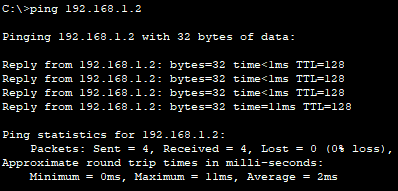 C:\>ping 192.168.1.2
Pinging 192.168.1.2 with 32 bytes of data:
Reply from 192.168.1.2: bytes=32 time<1ms TTL=128
Reply from 192.168.1.2: bytes=32 time<1ms TTL=128
Reply from 192.168.1.2: bytes=32 time<1ms TTL=128
Reply from 192.168.1.2: bytes=32 time=11ms TTL=128
Ping statistics for 192.168.1.2:
    Packets: Sent = 4, Received = 4, Lost = 0 (0% loss),
Approximate round trip times in milli-seconds:
    Minimum = 0ms, Maximum = 11ms, Average = 2ms